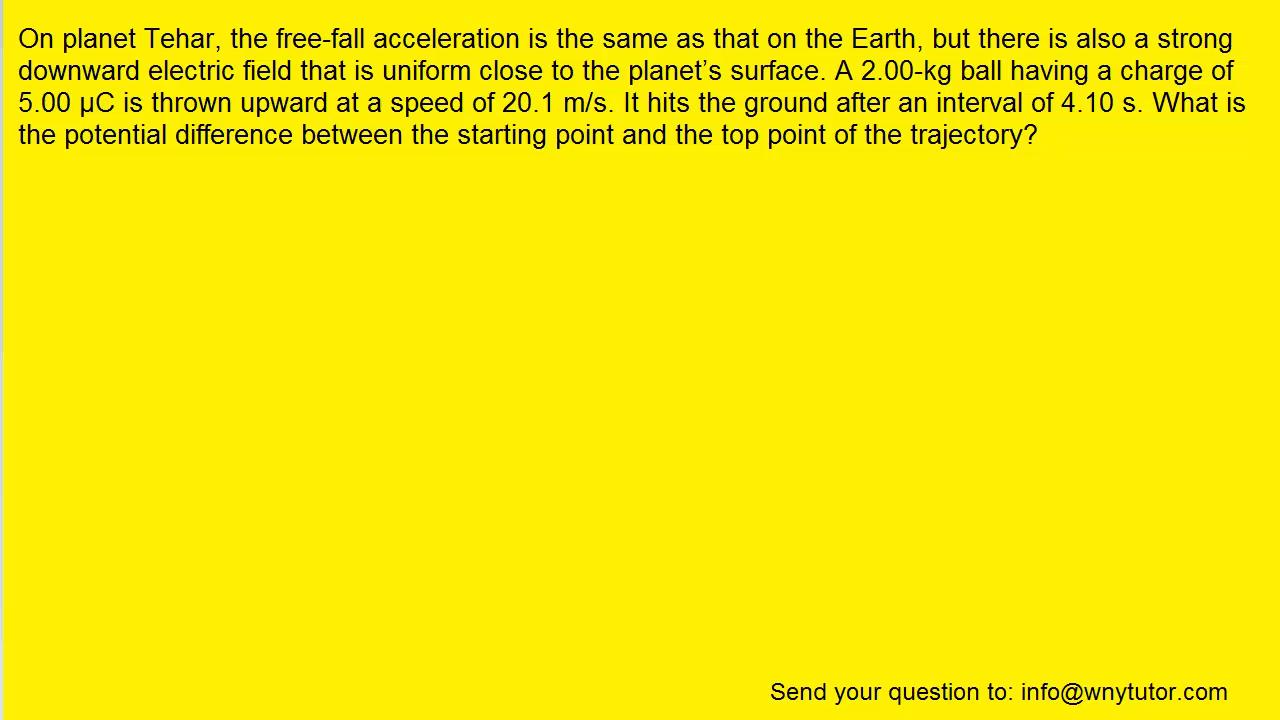 On planet Tehar, the free-fall acceleration is the same as that on the Earth, but there is also a strong
downward electric field that is uniform close to the planet’s surface. A 2.00-kg ball having a charge of
5.00 µC is thrown upward at a speed of 20.1 m/s. It hits the ground after an interval of 4.10 s. What is
the potential difference between the starting point and the top point of the trajectory?
Send your question to: info@wnytutor.com